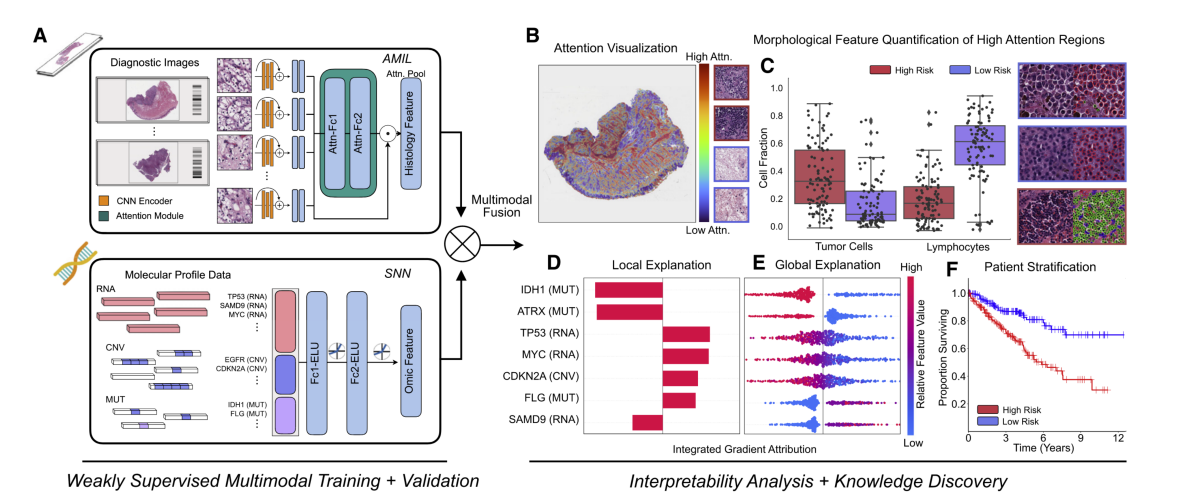 A
Diagnostic Images
AMIL
Attn. Pool
Attn-Fc1
Attn-Fc2
Histology Feature
CNN Encoder
Attention Module
Multimodal
Fusion
Molecular Profile Data
SNN
RNA
TP53 (RNA)
SAMD9 (RNA)
MYC (RNA)
CNV
EGFR (CNV)
CDKN2A (CNV)
MUT
IDH1 (MUT)
FLG (MUT)
Fc1-ELU
Fc2-ELU
Omic Feature
Weakly Supervised Multimodal Training + Validation
B
Attention Visualization
High Attn.
Low Attn.
Morphological Feature Quantification of High Attention Regions
C
High Risk
Low Risk
Cell Fraction
1.0
0.8
0.6
0.4
0.2
0.0
Tumor Cells
Lymphocytes
D
Local Explanation
IDH1 (MUT)
ATRX (MUT)
TP53 (RNA)
MYC (RNA)
CDKN2A (CNV)
FLG (MUT)
SAMD9 (RNA)
E
Global Explanation
High
Relative Feature Value
Low
Integrated Gradient Attribution
F
Patient Stratification
Proportion Surviving
1.0
0.8
0.6
0.4
0.2
High Risk
Low Risk
0
3
6
9
12
Time (Years)
Interpretability Analysis + Knowledge Discovery